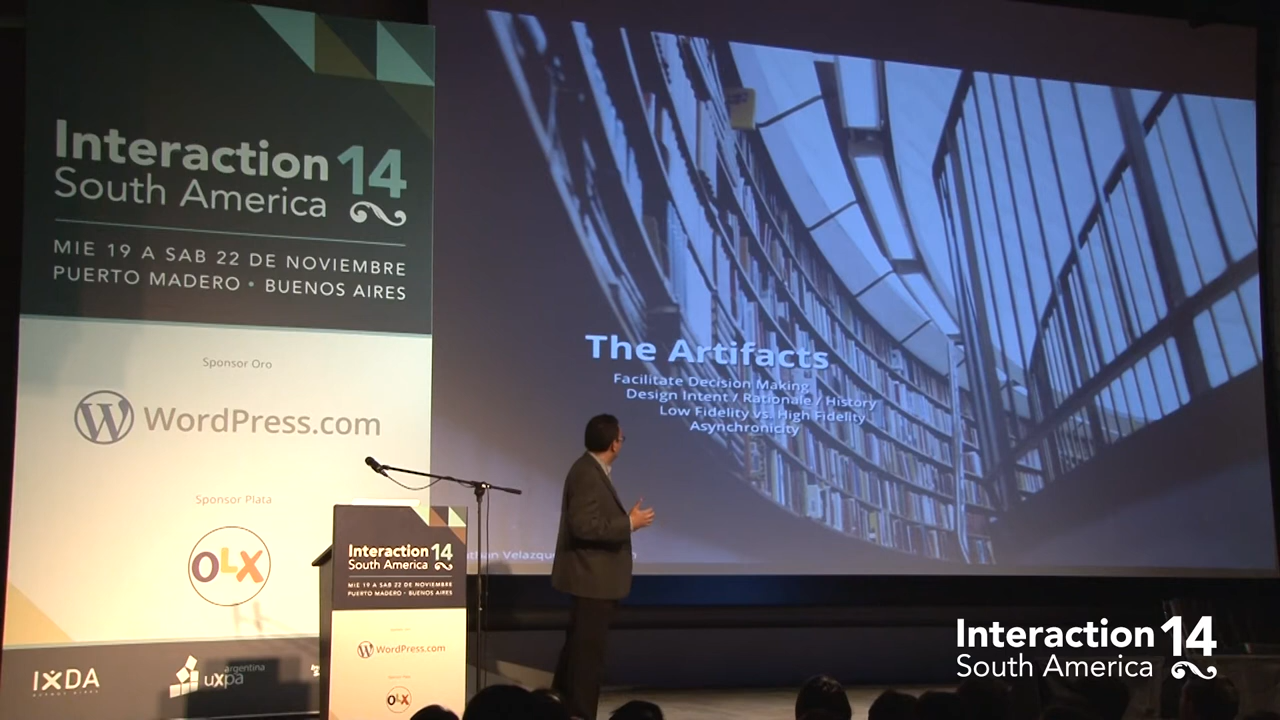 Interaction 14
South America
MIE 19 A SAB 22 DE NOVIEMBRE
PUERTO MADERO • BUENOS AIRES
Sponsor Oro
WordPress.com
Sponsor Plata
OLX
IXDA
BUENOS AIRES
argentina
uxpa
The Artifacts
Facilitate Decision Making
Design Intent / Rationale / History
Low Fidelity vs. High Fidelity
Asynchronicity
Interaction 14
South America
MIE 19 A SAB 22 DE NOVIEMBRE
PUERTO MADERO • BUENOS AIRES
WordPress.com
OLX
Interaction 14
South America